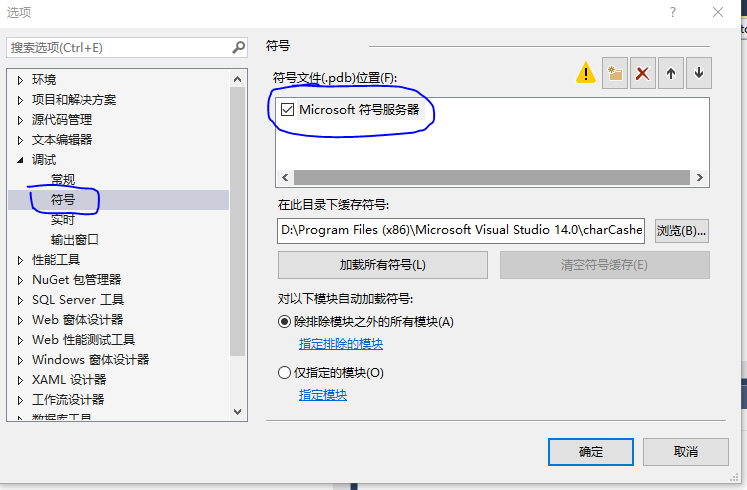 选项
?
搜索选项(Ctrl+E)
环境
项目和解决方案
源代码管理
文本编辑器
调试
常规
符号
实时
输出窗口
性能工具
NuGet 包管理器
SQL Server 工具
Web 窗体设计器
Web 性能测试工具
Windows 窗体设计器
XAML 设计器
工作流设计器
数据库工具
符号
符号文件(.pdb)位置(F):
Microsoft 符号服务器
在此目录下缓存符号:
D:\Program Files (x86)\Microsoft Visual Studio 14.0\charCashe
浏览(B)...
加载所有符号(L)
清空符号缓存(E)
对以下模块自动加载符号:
除排除模块之外的所有模块(A)
指定排除的模块
仅指定的模块(O)
指定模块
确定
取消